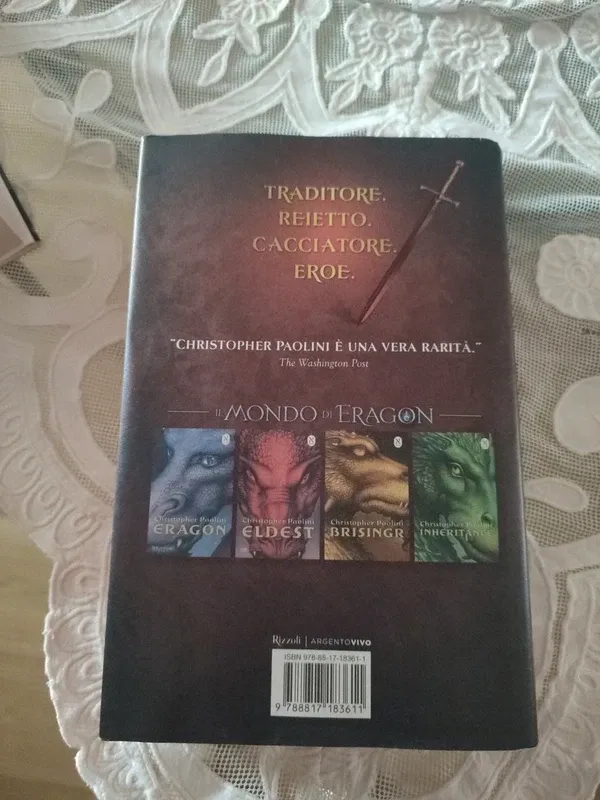 TRADITORE.
REIETTO.
CACCIATORE.
EROE.
"CHRISTOPHER PAOLINI È UNA VERA RARITÀ."
The Washington Post
IL MONDO DI ERAGON
Christopher Paolini
ERAGON
Christopher Paolini
ELDEST
Christopher Paolini
BRISINGR
Christopher Paolini
INHERITANCE
Rizzoli | ARGENTOVIVO
ISBN 978-88-17-18361-1
9 788817 183611